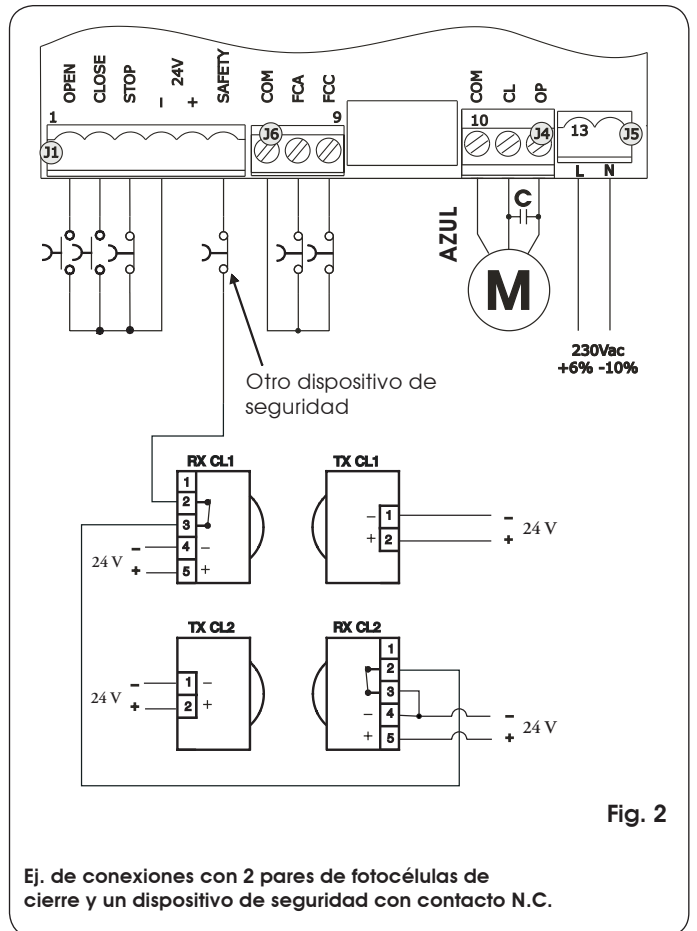 OPEN
CLOSE
STOP
–
24V
+
SAFETY
COM
FCA
FCC
COM
CL
OP
1
9
10
13
J1
J6
J4
J5
L N
C
AZUL
M
230Vac
+6% -10%
Otro dispositivo de
seguridad
RX CL1
1
2
3
4 –
5 +
24 V – +
TX CL1
– 1
+ 2
– + 24 V
TX CL2
1 –
2 +
24 V – +
RX CL2
1
2
3
– 4
+ 5
– + 24 V
Fig. 2
Ej. de conexiones con 2 pares de fotocélulas de
cierre y un dispositivo de seguridad con contacto N.C.